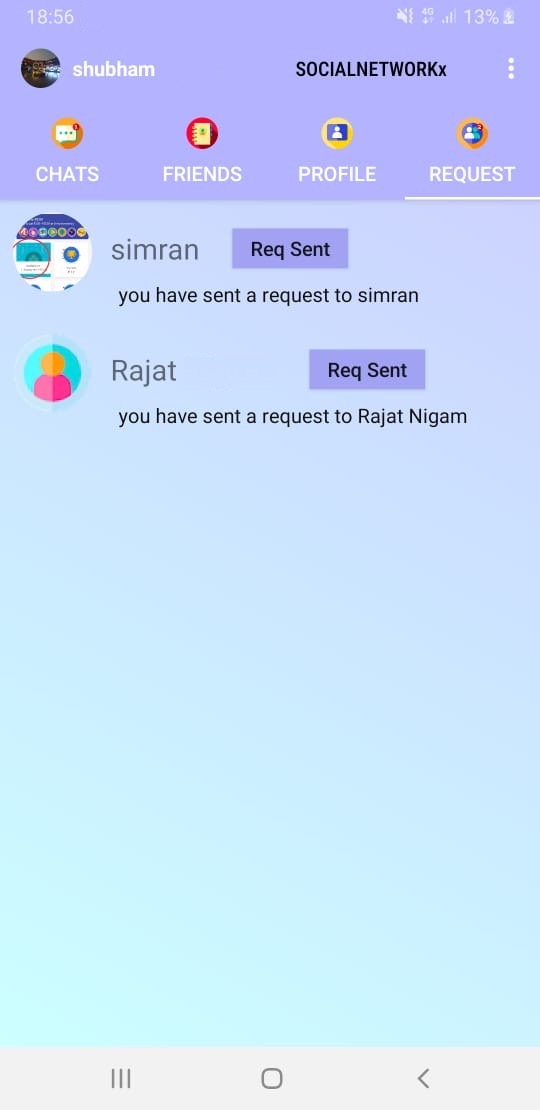 18:56 4G 13%
shubham SOCIALNETWORKx
CHATS FRIENDS PROFILE REQUEST
simran Req Sent
you have sent a request to simran
Rajat Req Sent
you have sent a request to Rajat Nigam